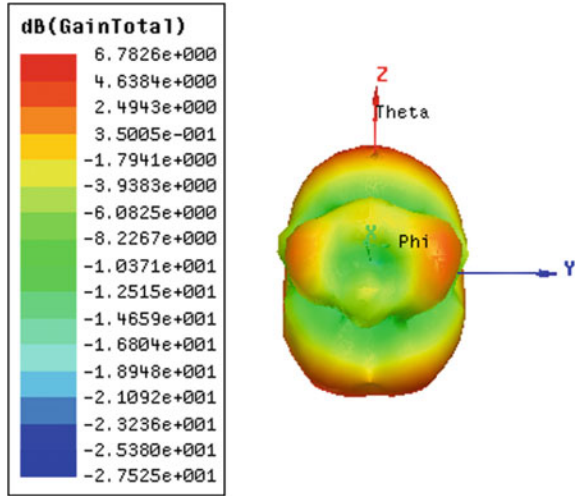 dB(GainTotal)
6.7826e+000
4.6384e+000
2.4943e+000
3.5005e-001
-1.7941e+000
-3.9383e+000
-6.0825e+000
-8.2267e+000
-1.0371e+001
-1.2515e+001
-1.4659e+001
-1.6804e+001
-1.8948e+001
-2.1092e+001
-2.3236e+001
-2.5380e+001
-2.7525e+001
Z
Theta
X
Phi
Y